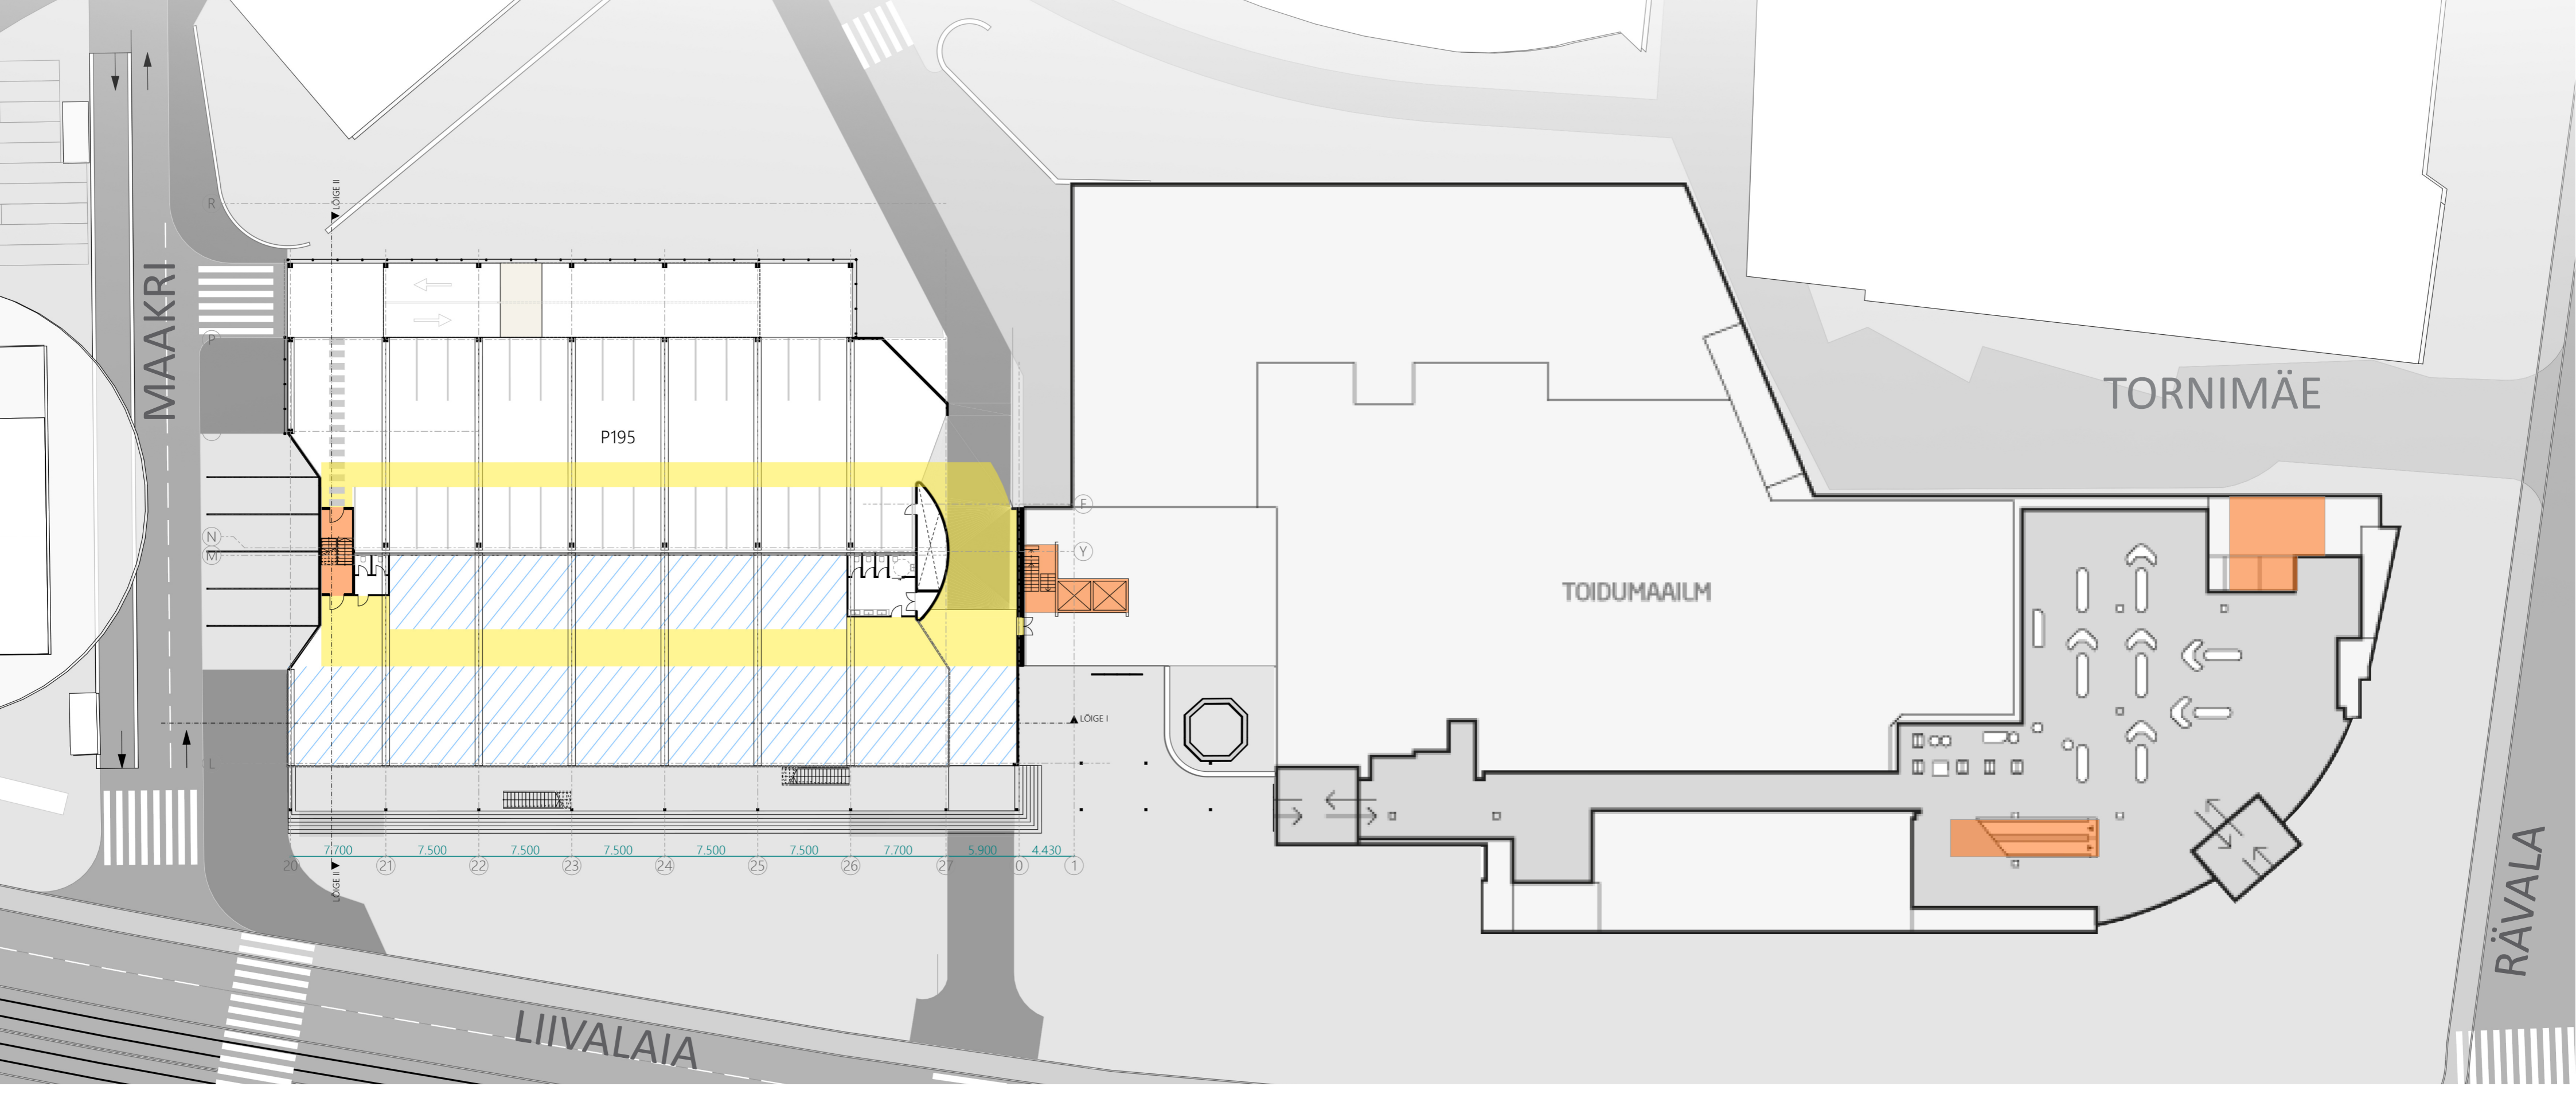 LÕIGE II
R
MAAKRI
P
TORNIMÄE
P195
F
N
Y
M
TOIDUMAAILM
LÕIGE I
L
7.700 7.500 7.500 7.500 7.500 7.500 7.700 5.900 4.430
20 21 22 23 24 25 26 27 0 1
LÕIGE II
RÄVALA
LIIVALAIA